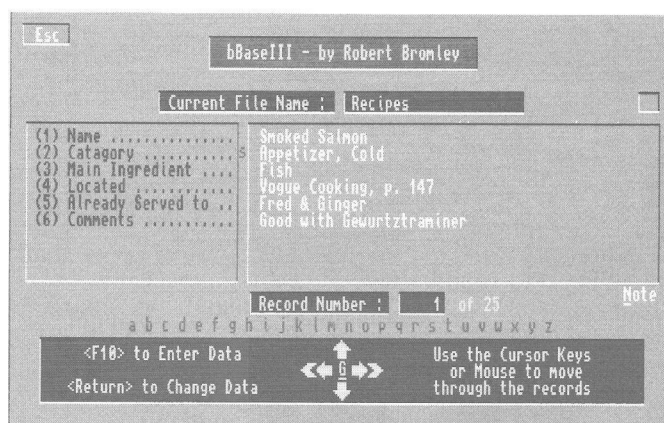 Esc
bBaseIII - by Robert Bromley
Current File Name : Recipes
(1) Name ............... Smoked Salmon
(2) Catagory ...........s Appetizer, Cold
(3) Main Ingredient .... Fish
(4) Located ............ Vogue Cooking, p. 147
(5) Already Served to .. Fred & Ginger
(6) Comments ........... Good with Gewurtztraminer
Record Number : 1 of 25
Note
a b c d e f g h i j k l m n o p q r s t u v w x y z
<F10> to Enter Data
<Return> to Change Data
G
Use the Cursor Keys
or Mouse to move
through the records